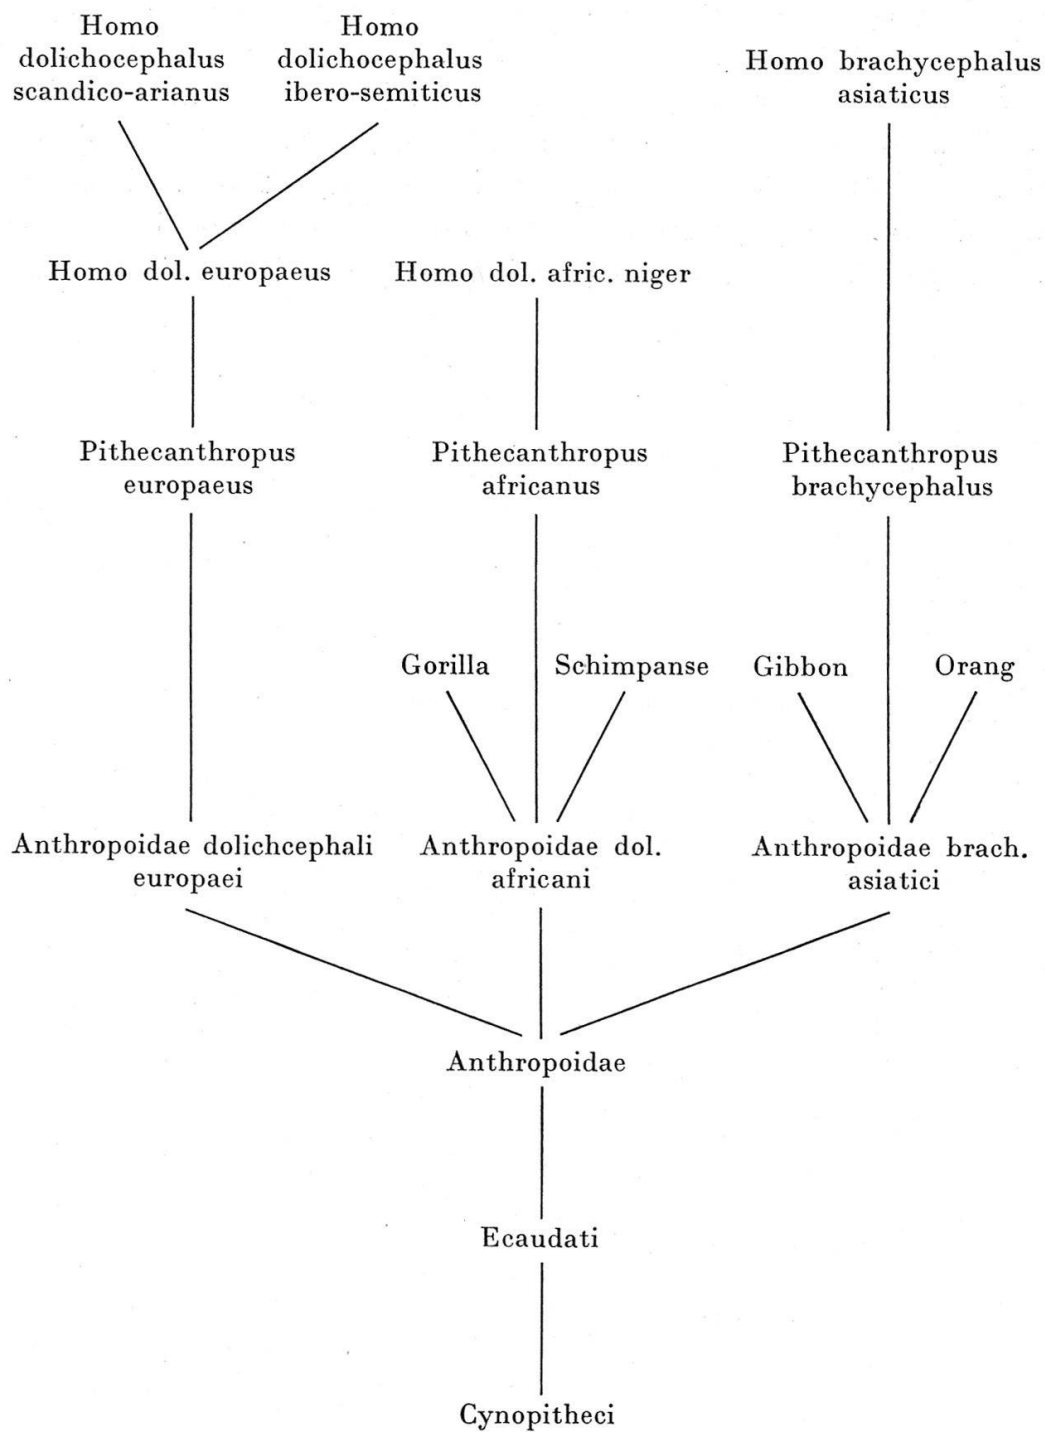 Homo
dolichocephalus
scandico-arianus
Homo
dolichocephalus
ibero-semiticus
Homo brachycephalus
asiaticus
Homo dol. europaeus
Homo dol. afric. niger
Pithecanthropus
europaeus
Pithecanthropus
africanus
Pithecanthropus
brachycephalus
Gorilla
Schimpanse
Gibbon
Orang
Anthropoidae dolichcephali
europaei
Anthropoidae dol.
africani
Anthropoidae brach.
asiatici
Anthropoidae
Ecaudati
Cynopitheci